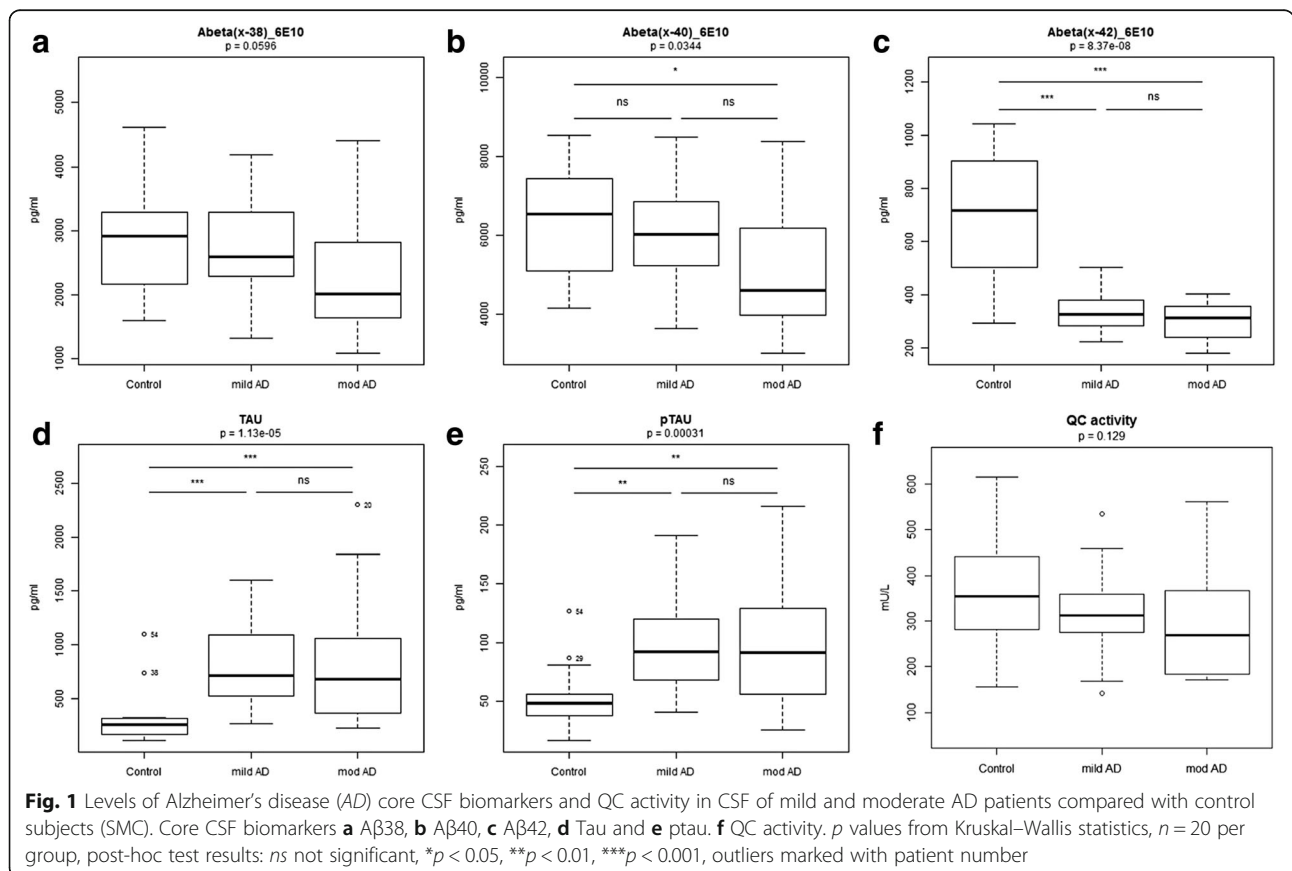 a
Abeta(x-38)_6E10
p = 0.0596
pg/ml
5000
4000
3000
2000
1000
Control mild AD mod AD
b
Abeta(x-40)_6E10
p = 0.0344
pg/ml
10000
8000
6000
4000
*
ns ns
Control mild AD mod AD
c
Abeta(x-42)_6E10
p = 8.37e-08
pg/ml
1200
1000
800
600
400
200
***
*** ns
Control mild AD mod AD
d
TAU
p = 1.13e-05
pg/ml
2500
2000
1500
1000
500
***
*** ns
20
54
38
Control mild AD mod AD
e
pTAU
p = 0.00031
pg/ml
250
200
150
100
50
**
** ns
54
29
Control mild AD mod AD
f
QC activity
p = 0.129
mU/L
600
500
400
300
200
100
Control mild AD mod AD
Fig. 1 Levels of Alzheimer's disease (AD) core CSF biomarkers and QC activity in CSF of mild and moderate AD patients compared with control
subjects (SMC). Core CSF biomarkers a Aβ38, b Aβ40, c Aβ42, d Tau and e ptau. f QC activity. p values from Kruskal–Wallis statistics, n = 20 per
group, post-hoc test results: ns not significant, *p < 0.05, **p < 0.01, ***p < 0.001, outliers marked with patient number